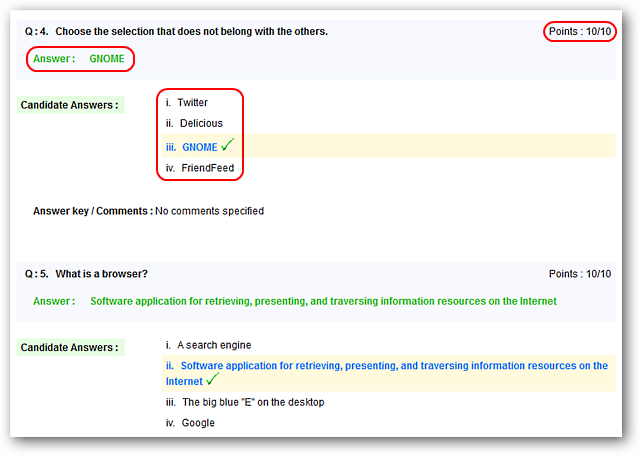 Q : 4. Choose the selection that does not belong with the others. Points : 10/10
Answer : GNOME
Candidate Answers :
i. Twitter
ii. Delicious
iii. GNOME
iv. FriendFeed
Answer key / Comments : No comments specified
Q : 5. What is a browser? Points : 10/10
Answer : Software application for retrieving, presenting, and traversing information resources on the Internet
Candidate Answers :
i. A search engine
ii. Software application for retrieving, presenting, and traversing information resources on the
Internet
iii. The big blue "E" on the desktop
iv. Google